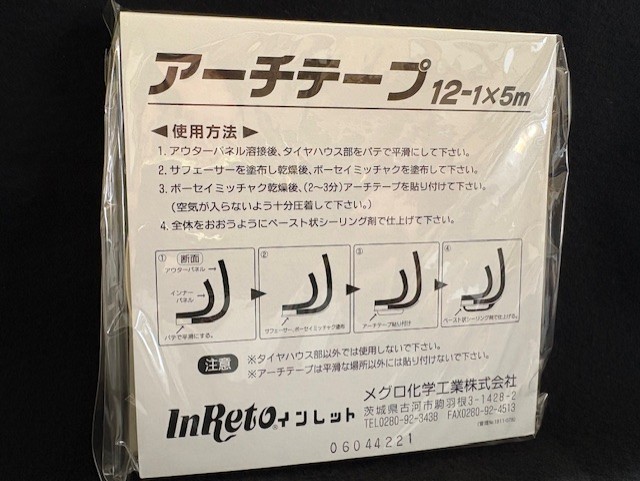 アーチテープ 12-1×5m
◀使用方法▶
1. アウターパネル溶接後、タイヤハウス部をパテで平滑にして下さい。
2. サフェーサーを塗布し乾燥後、ボーセイミッチャクを塗布して下さい。
3. ボーセイミッチャク乾燥後、(2〜3分)アーチテープを貼り付けて下さい。
(空気が入らないよう十分圧着して下さい。)
4. 全体をおおうようにペースト状シーリング剤で仕上げて下さい。
① 断面
アウターパネル
インナー
パネル
パテで平滑にする。
②
サフェーサー、ボーセイミッチャク塗布
③
アーチテープ貼り付け
④
ペースト状シーリング剤で仕上げる。
注意
※タイヤハウス部以外では使用しないで下さい。
※アーチテープは平滑な場所以外には貼り付けないで下さい。
InReto® インレット
メグロ化学工業株式会社
茨城県古河市駒羽根3-1428-2
TEL0280-92-3438 FAX0280-92-4513
06044221